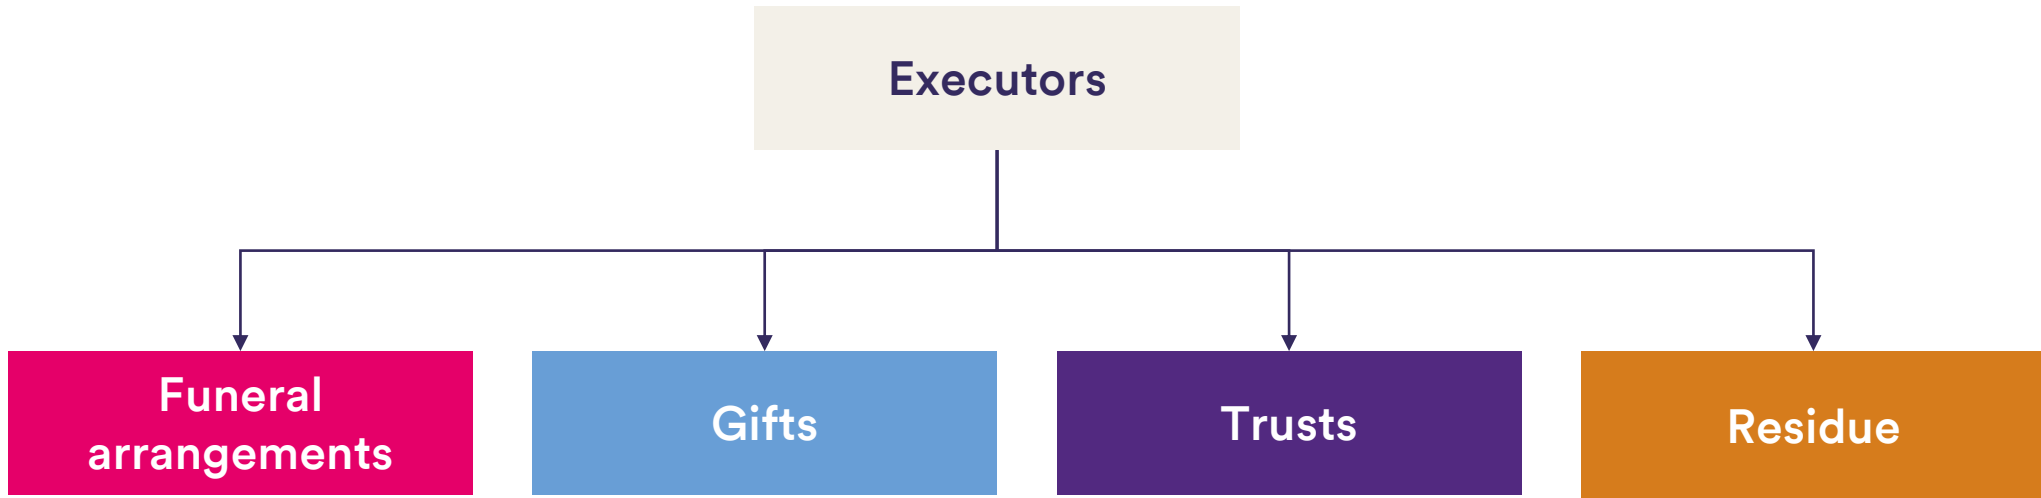 Executors
Funeral
arrangements
Gifts
Trusts
Residue